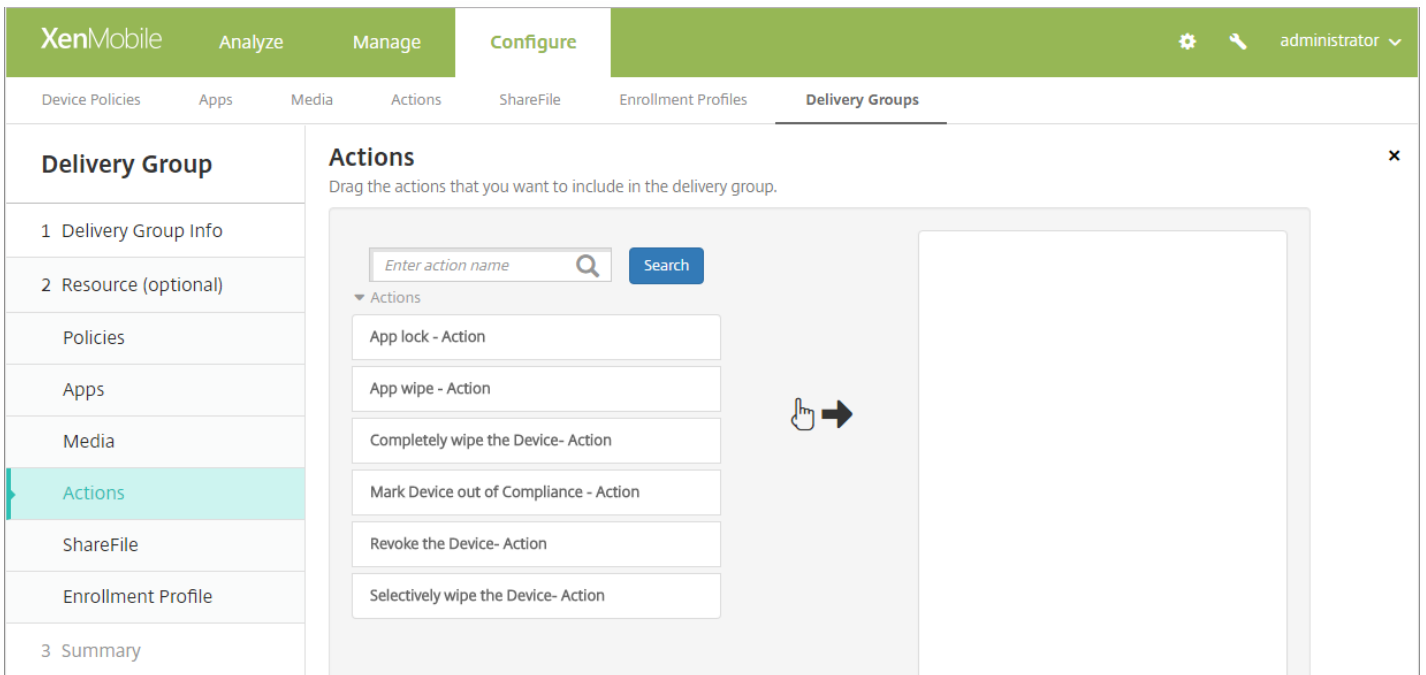 XenMobile Analyze Manage Configure administrator
Device Policies Apps Media Actions ShareFile Enrollment Profiles Delivery Groups
Delivery Group
1 Delivery Group Info
2 Resource (optional)
Policies
Apps
Media
Actions
ShareFile
Enrollment Profile
3 Summary
Actions
Drag the actions that you want to include in the delivery group.
Enter action name Search
Actions
App lock - Action
App wipe - Action
Completely wipe the Device- Action
Mark Device out of Compliance - Action
Revoke the Device- Action
Selectively wipe the Device- Action